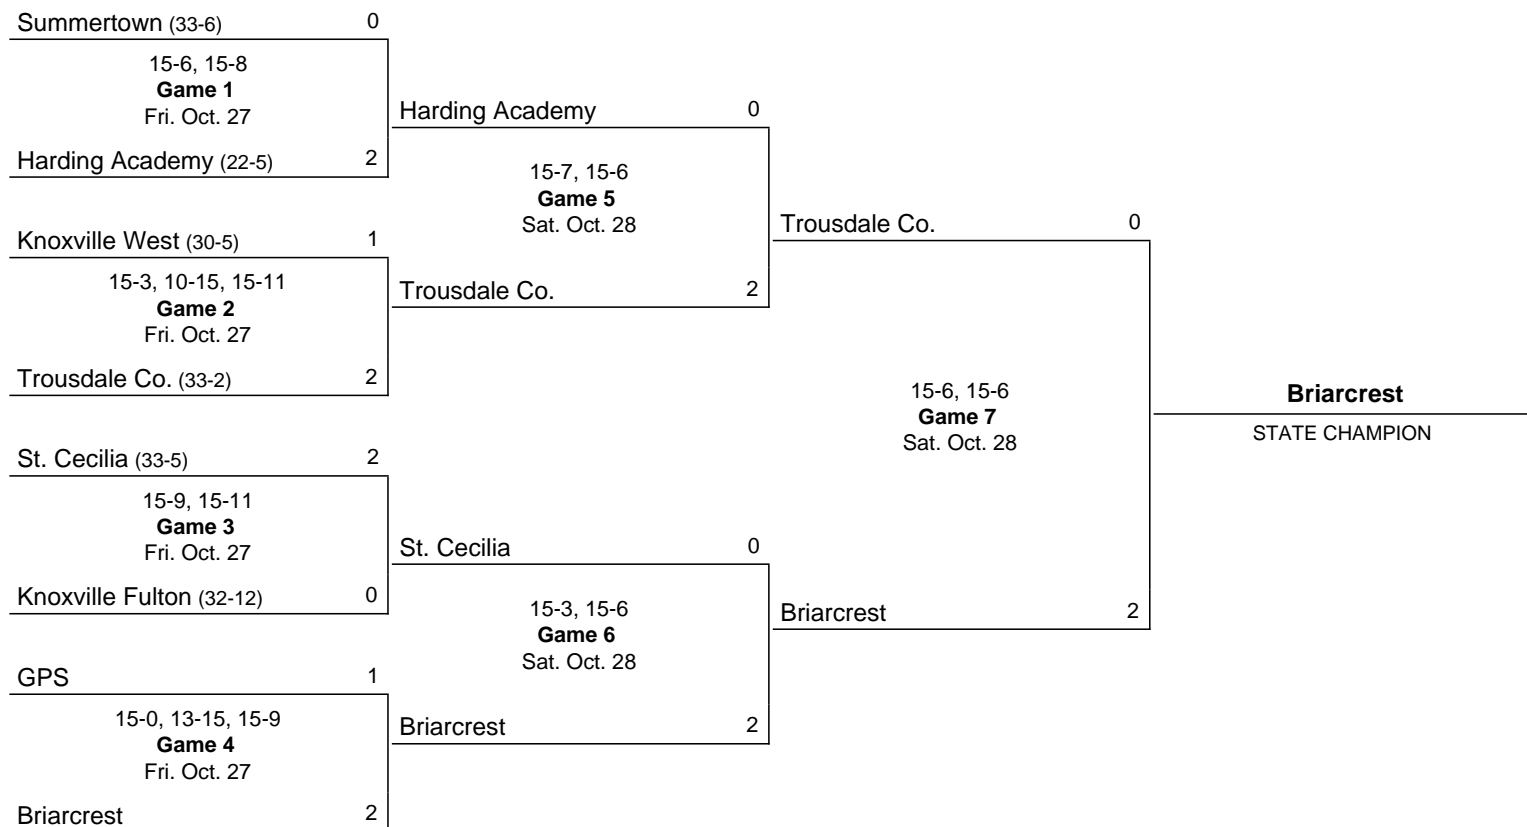 Summertown (33-6) 0
15-6, 15-8
Game 1
Fri. Oct. 27
Harding Academy (22-5) 2
Knoxville West (30-5) 1
15-3, 10-15, 15-11
Game 2
Fri. Oct. 27
Trousdale Co. (33-2) 2
St. Cecilia (33-5) 2
15-9, 15-11
Game 3
Fri. Oct. 27
Knoxville Fulton (32-12) 0
GPS 1
15-0, 13-15, 15-9
Game 4
Fri. Oct. 27
Briarcrest 2
Harding Academy 0
15-7, 15-6
Game 5
Sat. Oct. 28
Trousdale Co. 2
St. Cecilia 0
15-3, 15-6
Game 6
Sat. Oct. 28
Briarcrest 2
Trousdale Co. 0
15-6, 15-6
Game 7
Sat. Oct. 28
Briarcrest 2
Briarcrest
STATE CHAMPION